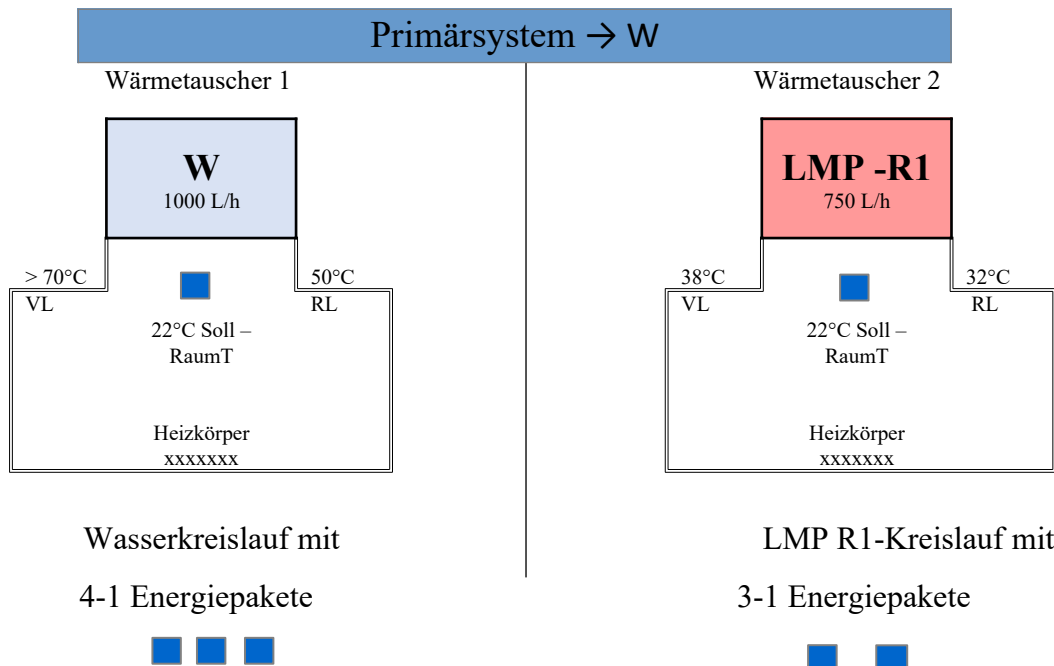 Primärsystem → W
Wärmetauscher 1
W
1000 L/h
> 70°C
VL
50°C
RL
22°C Soll –
RaumT
Heizkörper
xxxxxxx
Wasserkreislauf mit
4-1 Energiepakete
Wärmetauscher 2
LMP -R1
750 L/h
38°C
VL
32°C
RL
22°C Soll –
RaumT
Heizkörper
xxxxxxx
LMP R1-Kreislauf mit
3-1 Energiepakete